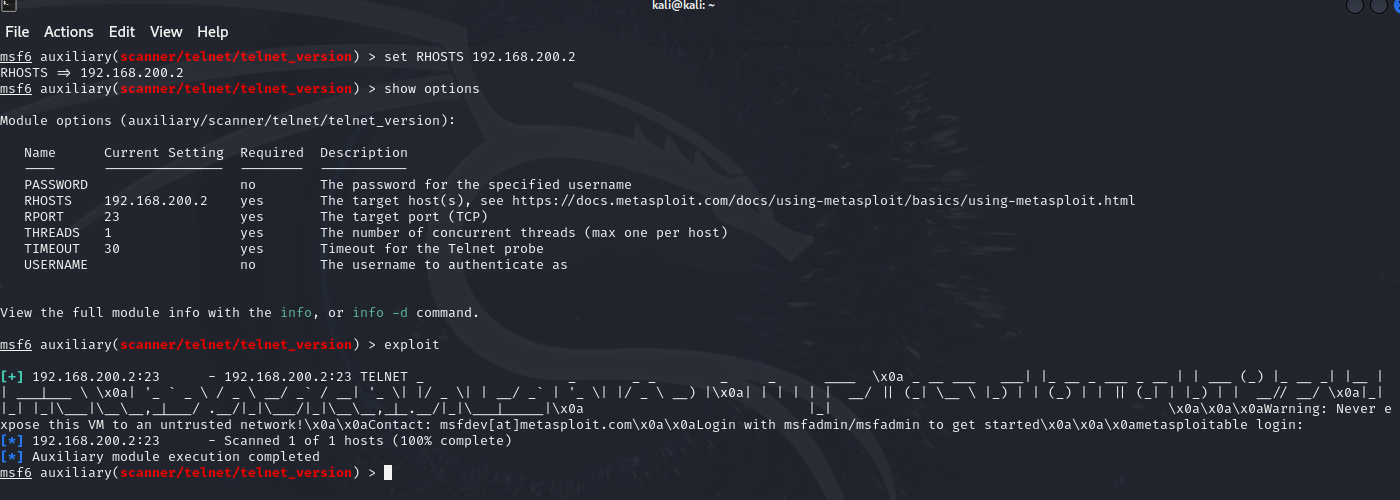 kali@kali: ~
File Actions Edit View Help
msf6 auxiliary(scanner/telnet/telnet_version) > set RHOSTS 192.168.200.2
RHOSTS => 192.168.200.2
msf6 auxiliary(scanner/telnet/telnet_version) > show options
Module options (auxiliary/scanner/telnet/telnet_version):
Name Current Setting Required Description
PASSWORD no The password for the specified username
RHOSTS 192.168.200.2 yes The target host(s), see https://docs.metasploit.com/docs/using-metasploit/basics/using-metasploit.html
RPORT 23 yes The target port (TCP)
THREADS 1 yes The number of concurrent threads (max one per host)
TIMEOUT 30 yes Timeout for the Telnet probe
USERNAME no The username to authenticate as
View the full module info with the info, or info -d command.
msf6 auxiliary(scanner/telnet/telnet_version) > exploit
[+] 192.168.200.2:23 - 192.168.200.2:23 TELNET _ _ _ _ _ _ ____ \x0a _ __ ___ ___| |_ __ _ ___ _ __ | | ___ (_) |_ __ _| |__ |
| ___|___ \ \x0a| '_ ` _ \ / _ \ __/ _` / __| '_ \| |/ _ \| | __/ _` | '_ \| |/ _ \ __) |\x0a| | | | | | __/ || (_| \__ \ |_) | | (_) | | || (_| | |_) | | __// __/ \x0a|_|
|_| |_|\___|\__\__,_|___/ .__/|_|\___/|_|\__\__,_|_.__/|_|\___|_____|\x0a |_| \x0a\x0a\x0aWarning: Never e
xpose this VM to an untrusted network!\x0a\x0aContact: msfdev[at]metasploit.com\x0a\x0aLogin with msfadmin/msfadmin to get started\x0a\x0a\x0ametasploitable login:
[*] 192.168.200.2:23 - Scanned 1 of 1 hosts (100% complete)
[*] Auxiliary module execution completed
msf6 auxiliary(scanner/telnet/telnet_version) >